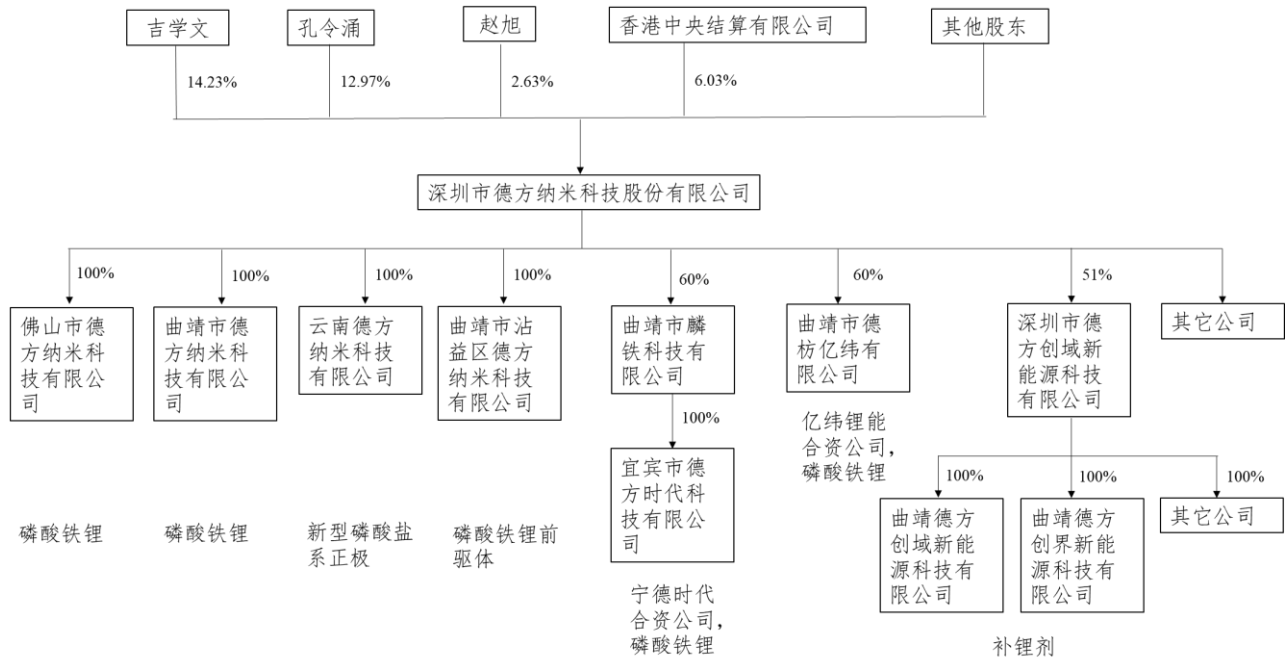 吉学文
孔令涌
赵旭
香港中央结算有限公司
其他股东
14.23%
12.97%
2.63%
6.03%
深圳市德方纳米科技股份有限公司
100%
100%
100%
100%
60%
60%
51%
佛山市德
方纳米科
技有限公
司
曲靖市德
方纳米科
技有限公
司
云南德方
纳米科技
有限公司
曲靖市沾
益区德方
纳米科技
有限公司
曲靖市麟
铁科技有
限公司
曲靖市德
枋亿纬有
限公司
深圳市德
方创域新
能源科技
有限公司
其它公司
100%
亿纬锂能
合资公司，
磷酸铁锂
宜宾市德
方时代科
技有限公
司
100%
100%
100%
曲靖德方
创域新能
源科技有
限公司
曲靖德方
创界新能
源科技有
限公司
其它公司
磷酸铁锂
磷酸铁锂
新型磷酸盐
系正极
磷酸铁锂前
驱体
宁德时代
合资公司，
磷酸铁锂
补锂剂